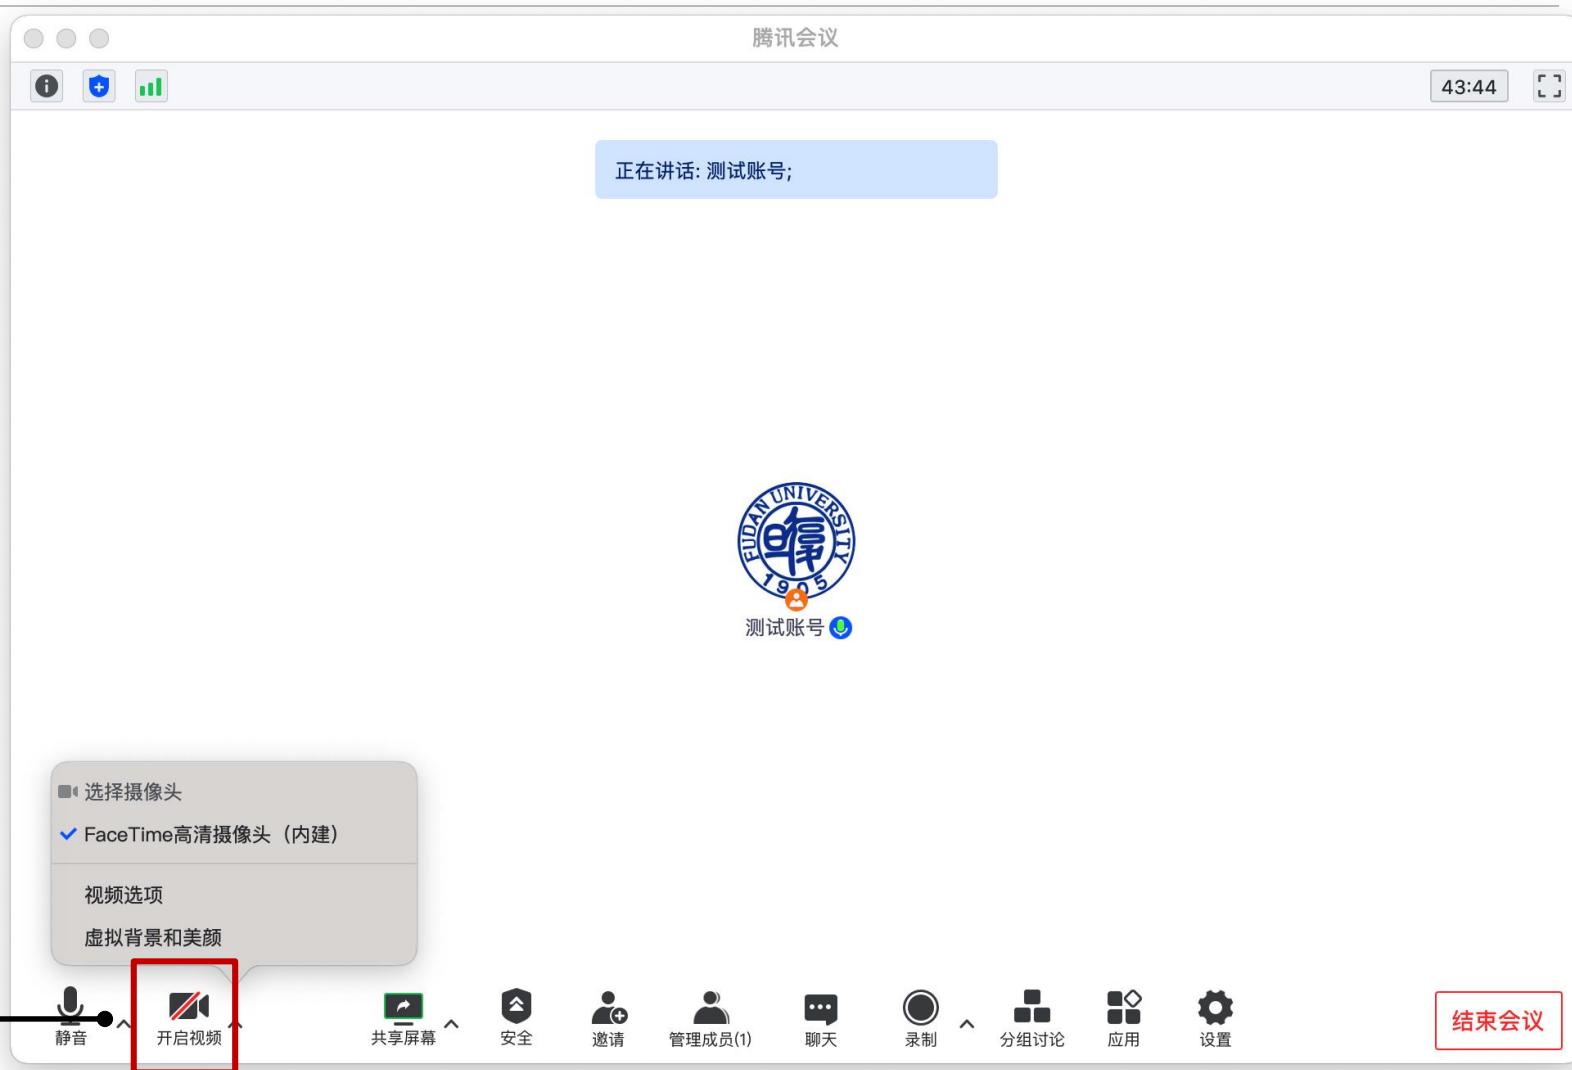 腾讯会议
43:44
正在讲话: 测试账号;
FUDAN UNIVERSITY
1905
测试账号
选择摄像头
FaceTime高清摄像头（内建）
视频选项
虚拟背景和美颜
静音
开启视频
共享屏幕
安全
邀请
管理成员(1)
聊天
录制
分组讨论
应用
设置
结束会议